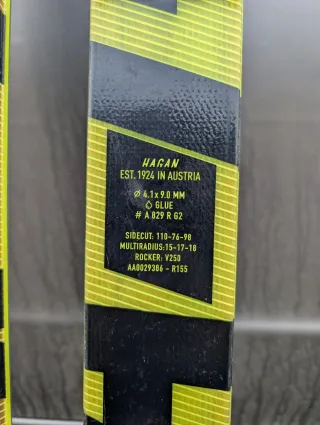 HAGAN
EST. 1924 IN AUSTRIA
Ø 4.1 x 9.0 MM
GLUE
# A 829 R G2
SIDECUT: 110-76-98
MULTIRADIUS:15-17-18
ROCKER: V250
AA0029386 - R155